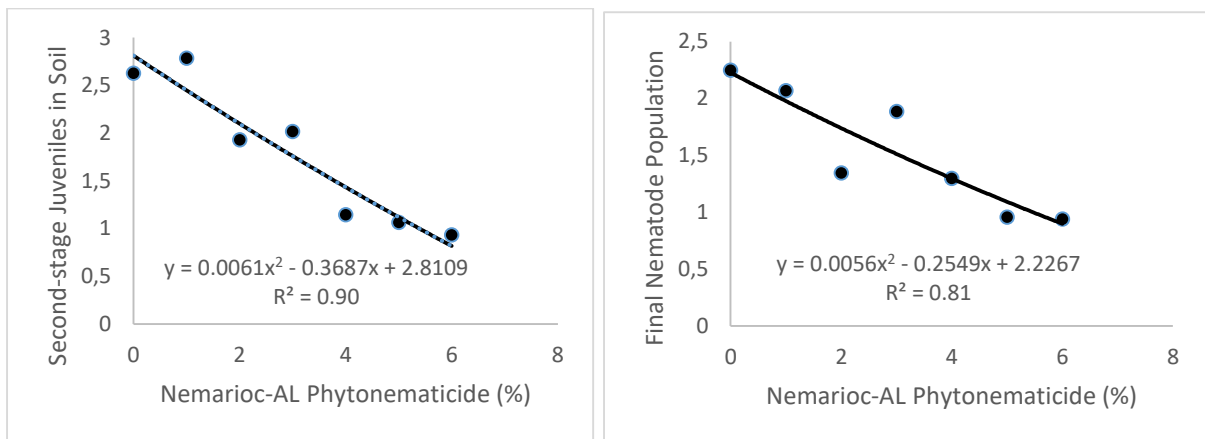 Second-stage Juveniles in Soil
3
2,5
2
1,5
1
0,5
0
y = 0.0061x² - 0.3687x + 2.8109
R² = 0.90
0 2 4 6 8
Nemarioc-AL Phytonematicide (%)
Final Nematode Population
2,5
2
1,5
1
0,5
0
y = 0.0056x² - 0.2549x + 2.2267
R² = 0.81
0 2 4 6 8
Nemarioc-AL Phytonematicide (%)